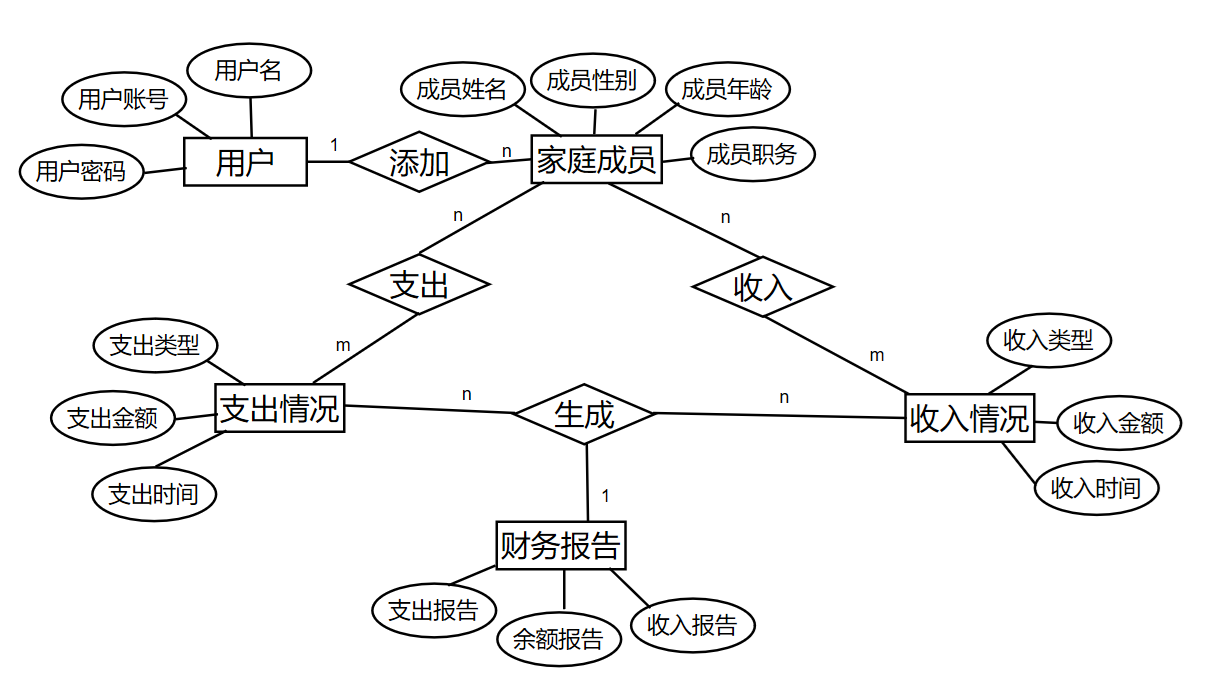 用户名
成员性别
用户账号
成员姓名
成员年龄
1
n
用户密码
用户
添加
家庭成员
成员职务
n
n
支出
收入
支出类型
m
m
收入类型
支出金额
支出情况
n
生成
n
收入情况
收入金额
支出时间
1
收入时间
财务报告
支出报告
余额报告
收入报告